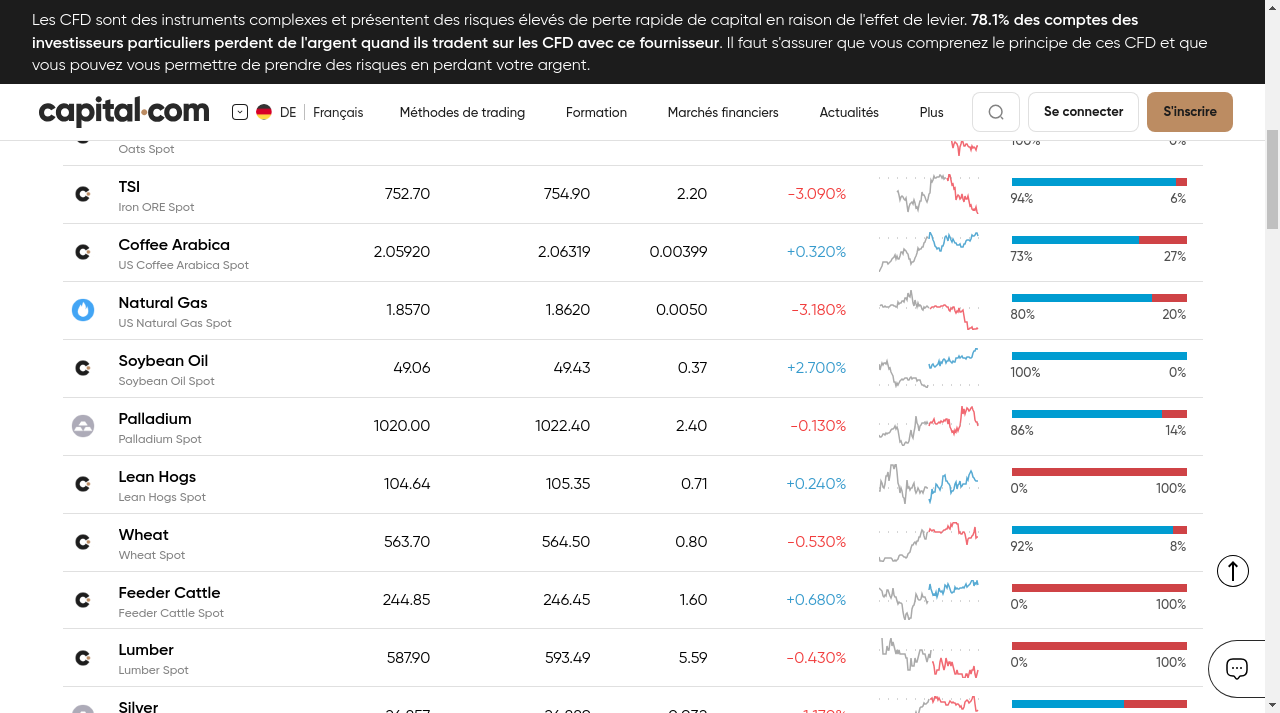 Les CFD sont des instruments complexes et présentent des risques élevés de perte rapide de capital en raison de l'effet de levier. 78.1% des comptes des
investisseurs particuliers perdent de l'argent quand ils tradent sur les CFD avec ce fournisseur. Il faut s'assurer que vous comprenez le principe de ces CFD et que
vous pouvez vous permettre de prendre des risques en perdant votre argent.
capital.com DE Français Méthodes de trading Formation Marchés financiers Actualités Plus Se connecter S'inscrire
Oats Spot 100% 0%
TSI 752.70 754.90 2.20 -3.090%
Iron ORE Spot 94% 6%
Coffee Arabica 2.05920 2.06319 0.00399 +0.320%
US Coffee Arabica Spot 73% 27%
Natural Gas 1.8570 1.8620 0.0050 -3.180%
US Natural Gas Spot 80% 20%
Soybean Oil 49.06 49.43 0.37 +2.700%
Soybean Oil Spot 100% 0%
Palladium 1020.00 1022.40 2.40 -0.130%
Palladium Spot 86% 14%
Lean Hogs 104.64 105.35 0.71 +0.240%
Lean Hogs Spot 0% 100%
Wheat 563.70 564.50 0.80 -0.530%
Wheat Spot 92% 8%
Feeder Cattle 244.85 246.45 1.60 +0.680%
Feeder Cattle Spot 0% 100%
Lumber 587.90 593.49 5.59 -0.430%
Lumber Spot 0% 100%
Silver